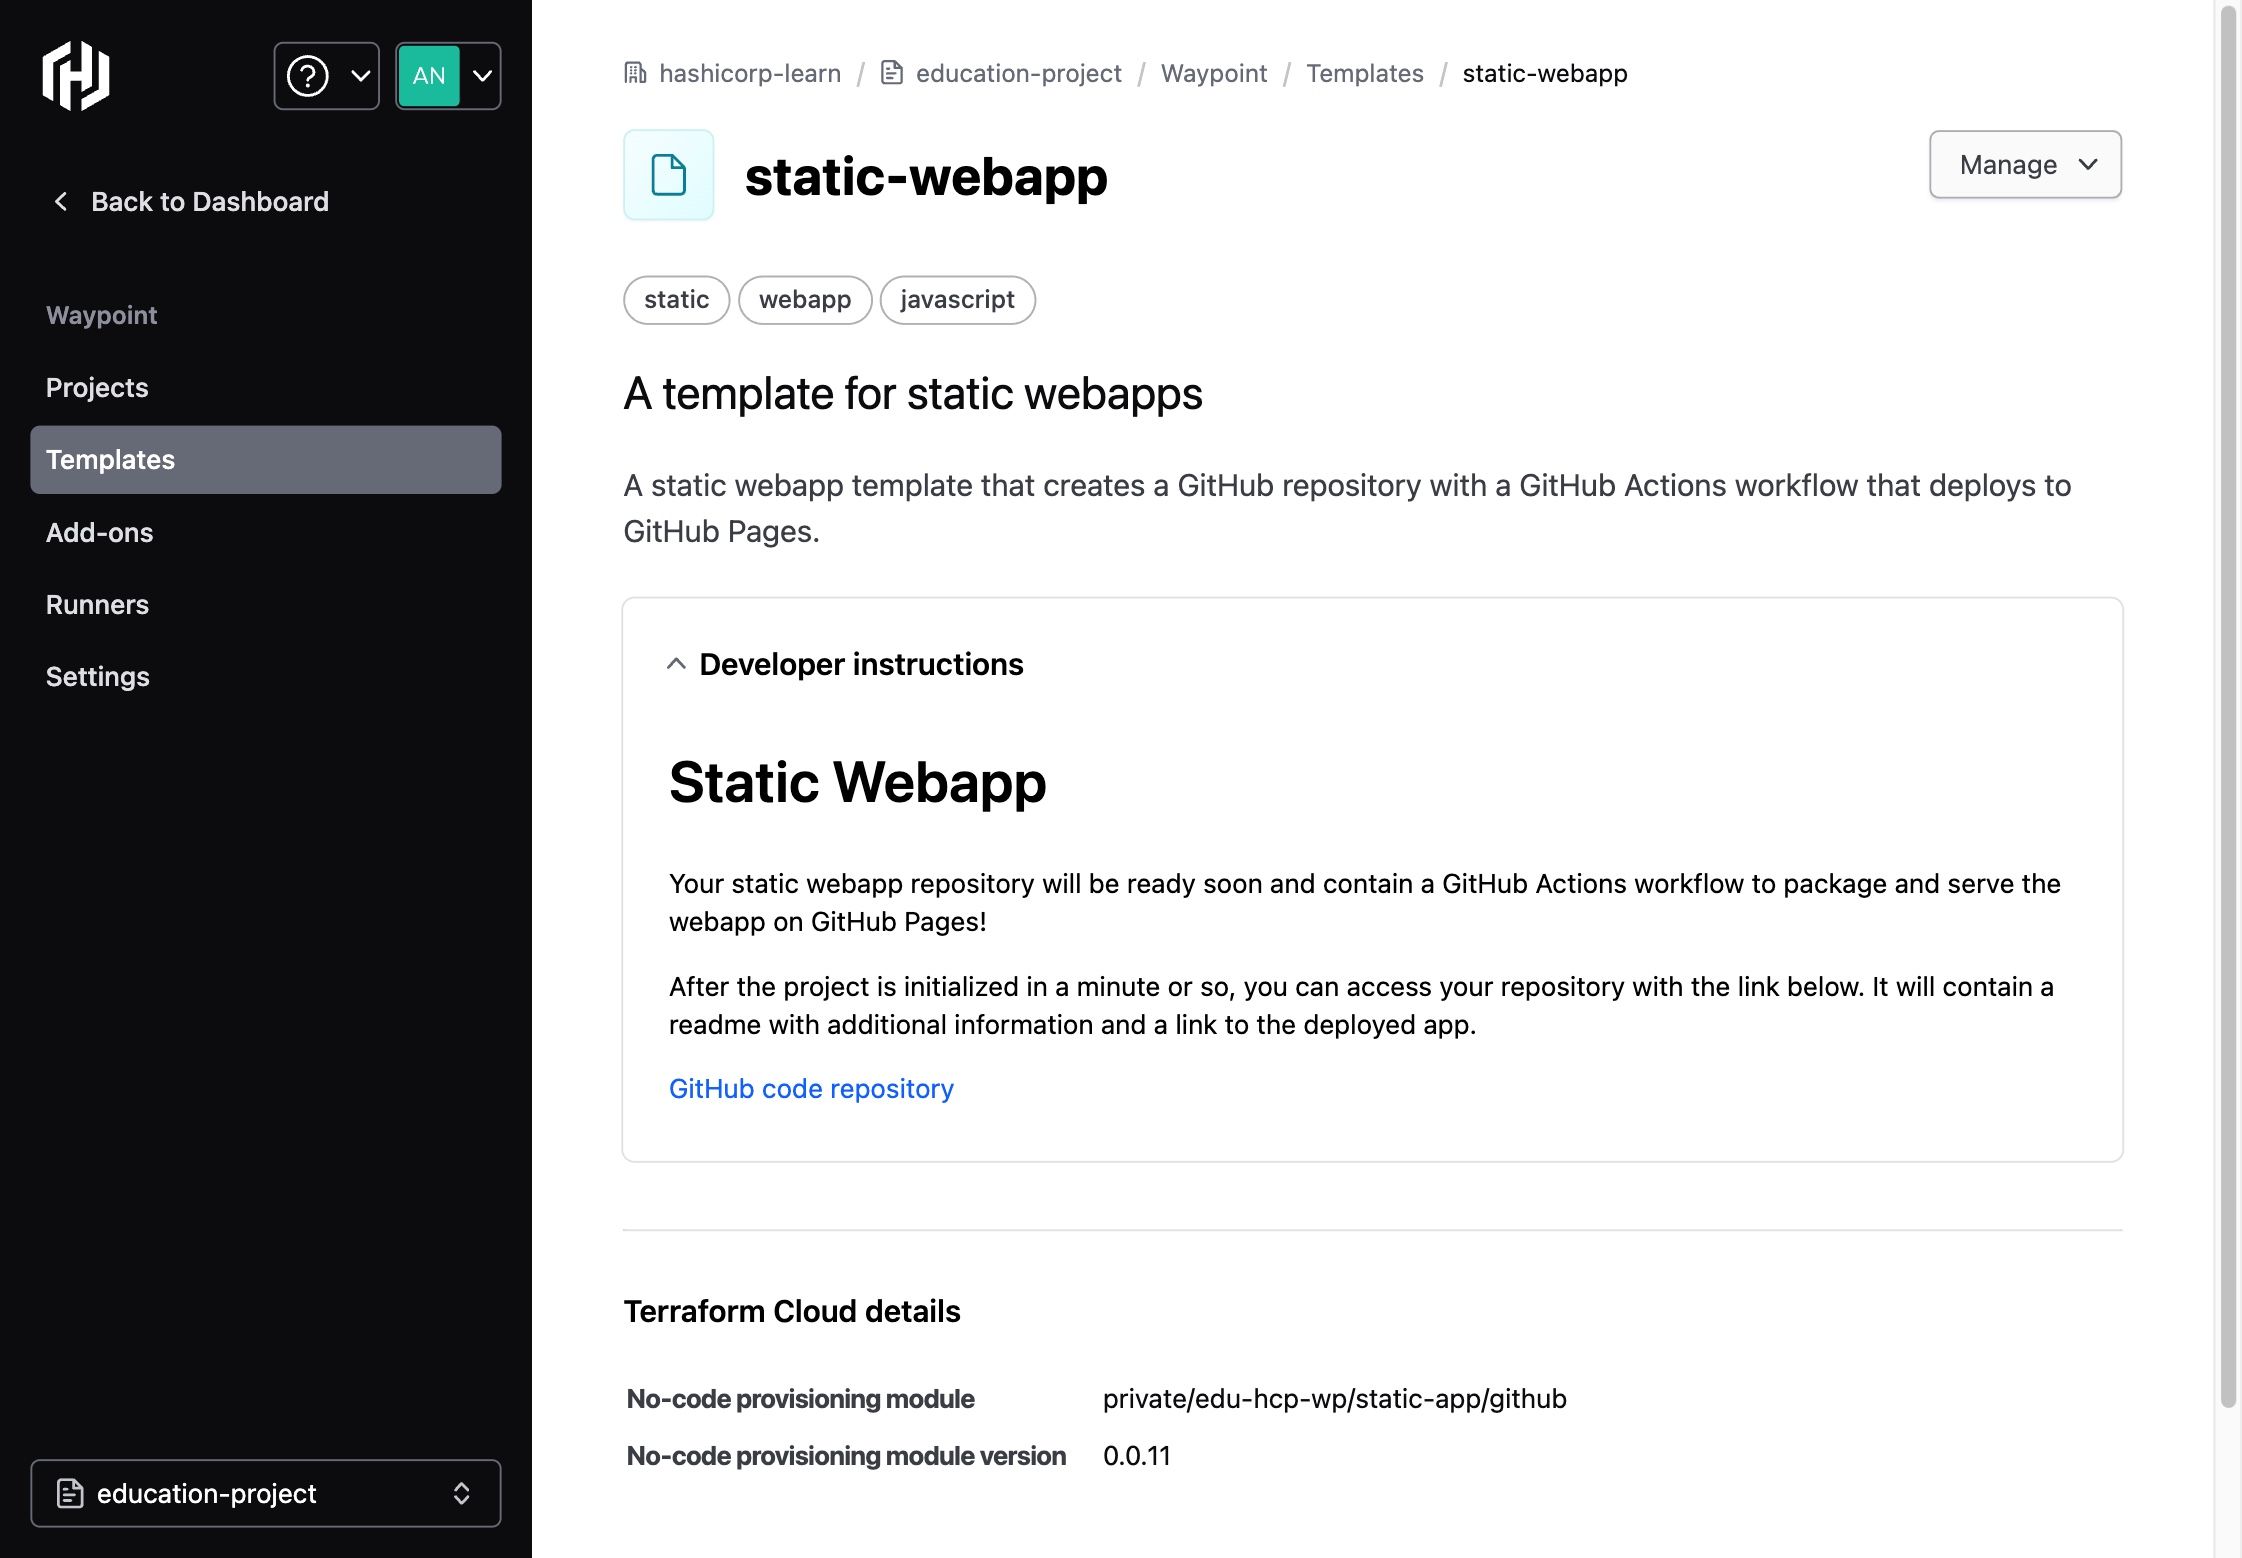 AN
Back to Dashboard
Waypoint
Projects
Templates
Add-ons
Runners
Settings
education-project
hashicorp-learn / education-project / Waypoint / Templates / static-webapp
static-webapp
Manage
static webapp javascript
A template for static webapps
A static webapp template that creates a GitHub repository with a GitHub Actions workflow that deploys to
GitHub Pages.
Developer instructions
Static Webapp
Your static webapp repository will be ready soon and contain a GitHub Actions workflow to package and serve the
webapp on GitHub Pages!
After the project is initialized in a minute or so, you can access your repository with the link below. It will contain a
readme with additional information and a link to the deployed app.
GitHub code repository
Terraform Cloud details
No-code provisioning module private/edu-hcp-wp/static-app/github
No-code provisioning module version 0.0.11